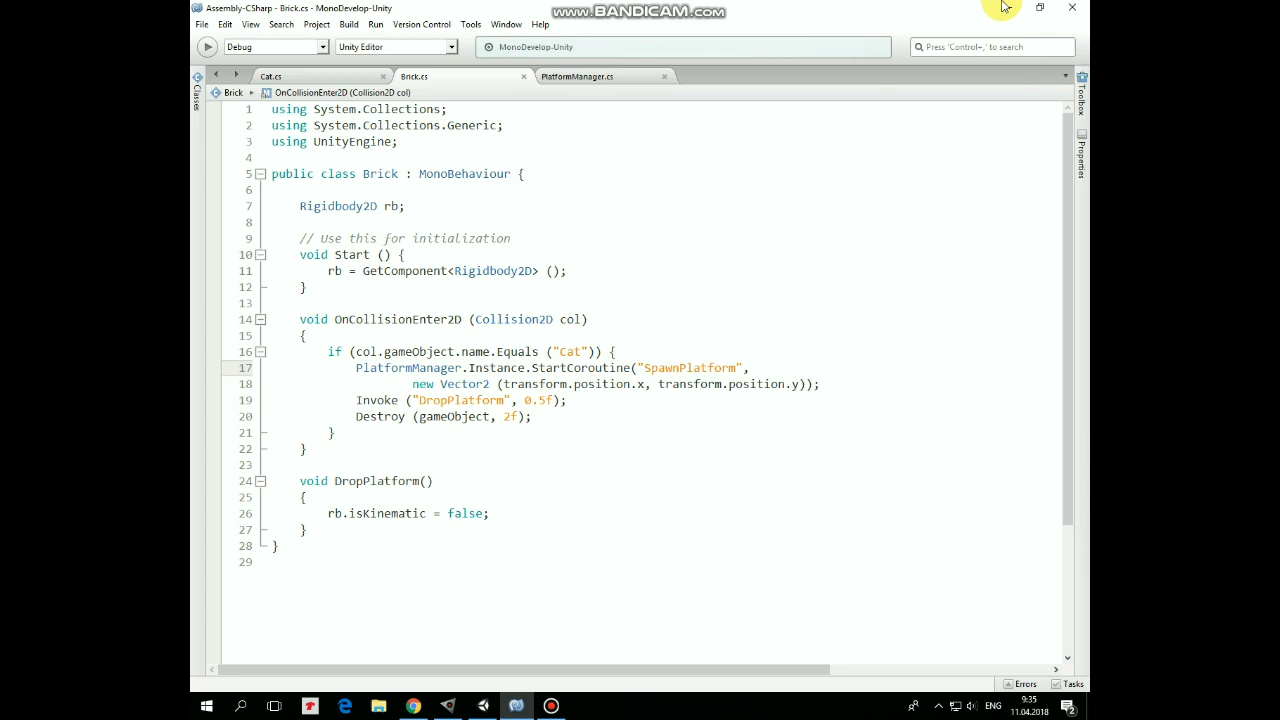 Assembly-CSharp - Brick.cs - MonoDevelop-Unity
www.BANDICAM.com
File Edit View Search Project Build Run Version Control Tools Window Help
Debug Unity Editor MonoDevelop-Unity Press 'Control+,' to search
Cat.cs Brick.cs PlatformManager.cs
Brick OnCollisionEnter2D (Collision2D col)
Classes
Toolbox
Properties
1 using System.Collections;
2 using System.Collections.Generic;
3 using UnityEngine;
4
5 public class Brick : MonoBehaviour {
6
7 Rigidbody2D rb;
8
9 // Use this for initialization
10 void Start () {
11 rb = GetComponent<Rigidbody2D> ();
12 }
13
14 void OnCollisionEnter2D (Collision2D col)
15 {
16 if (col.gameObject.name.Equals ("Cat")) {
17 PlatformManager.Instance.StartCoroutine("SpawnPlatform",
18 new Vector2 (transform.position.x, transform.position.y));
19 Invoke ("DropPlatform", 0.5f);
20 Destroy (gameObject, 2f);
21 }
22 }
23
24 void DropPlatform()
25 {
26 rb.isKinematic = false;
27 }
28 }
29
Errors Tasks
ENG
9:35
11.04.2018
2